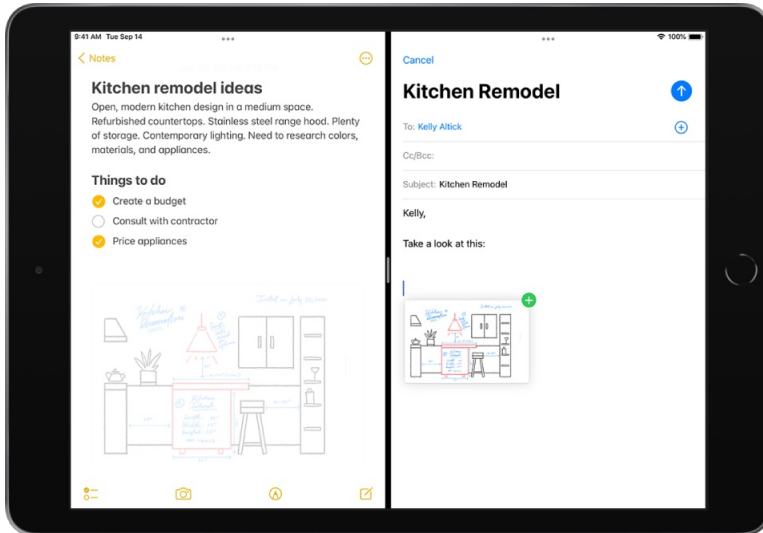 9:41 AM Tue Sep 14
100%
Notes
Kitchen remodel ideas
Open, modern kitchen design in a medium space.
Refurbished countertops. Stainless steel range hood. Plenty
of storage. Contemporary lighting. Need to research colors,
materials, and appliances.
Things to do
Create a budget
Consult with contractor
Price appliances
Kitchen
Cancel
Kitchen Remodel
To: Kelly Altick
Cc/Bcc:
Subject: Kitchen Remodel
Kelly,
Take a look at this: